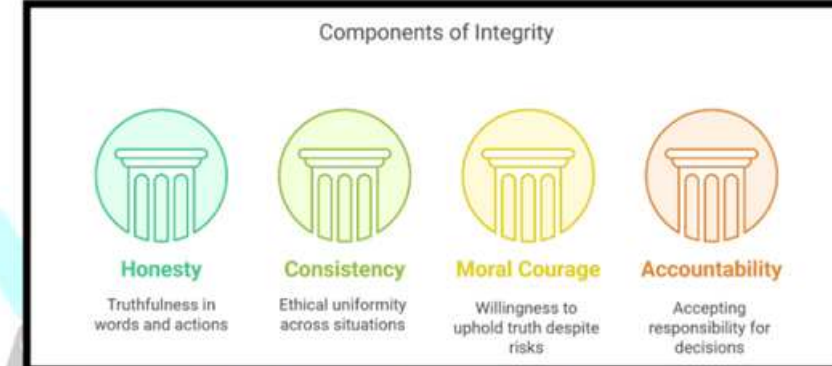 Components of Integrity
Honesty
Truthfulness in
words and actions
Consistency
Ethical uniformity
across situations
Moral Courage
Willingness to
uphold truth despite
risks
Accountability
Accepting
responsibility for
decisions